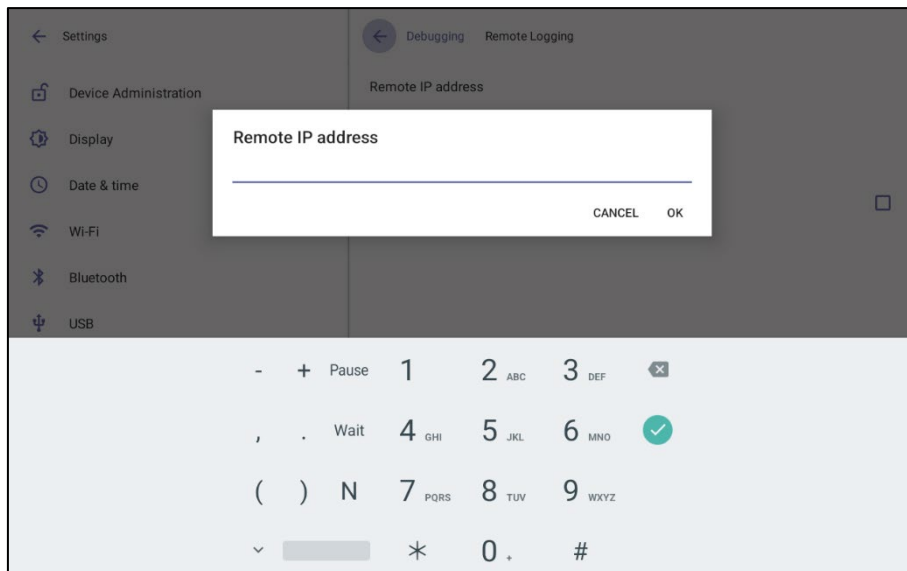 Settings
Debugging Remote Logging
Device Administration
Remote IP address
Display
Remote IP address
Date & time
CANCEL OK
Wi-Fi
Bluetooth
USB
- + Pause 1 2 ABC 3 DEF
, . Wait 4 GHI 5 JKL 6 MNO
( ) N 7 PQRS 8 TUV 9 WXYZ
* 0 + #